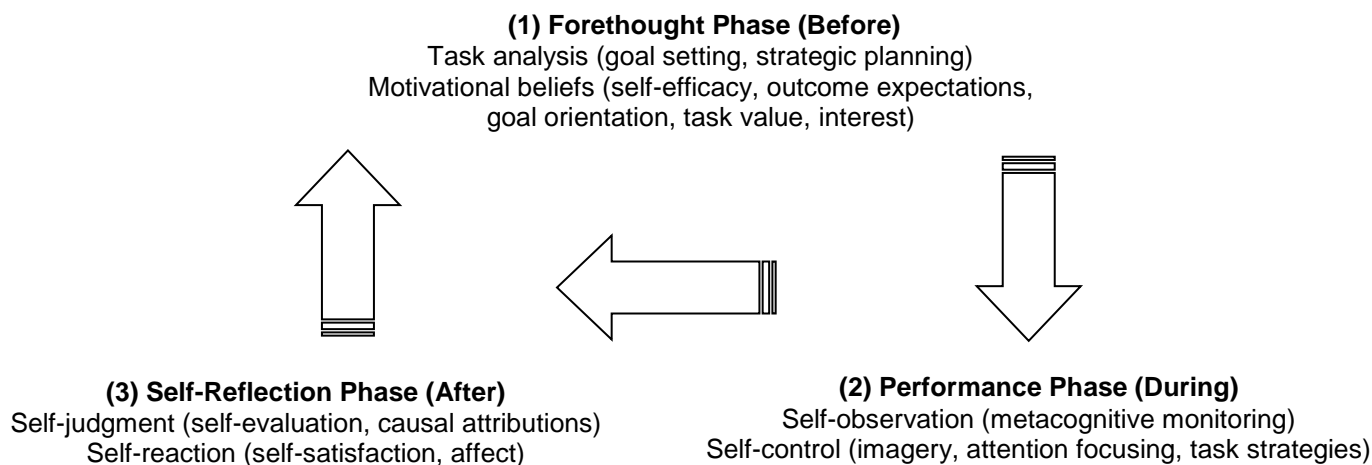 (1) Forethought Phase (Before)
Task analysis (goal setting, strategic planning)
Motivational beliefs (self-efficacy, outcome expectations,
goal orientation, task value, interest)
(3) Self-Reflection Phase (After)
Self-judgment (self-evaluation, causal attributions)
Self-reaction (self-satisfaction, affect)
(2) Performance Phase (During)
Self-observation (metacognitive monitoring)
Self-control (imagery, attention focusing, task strategies)